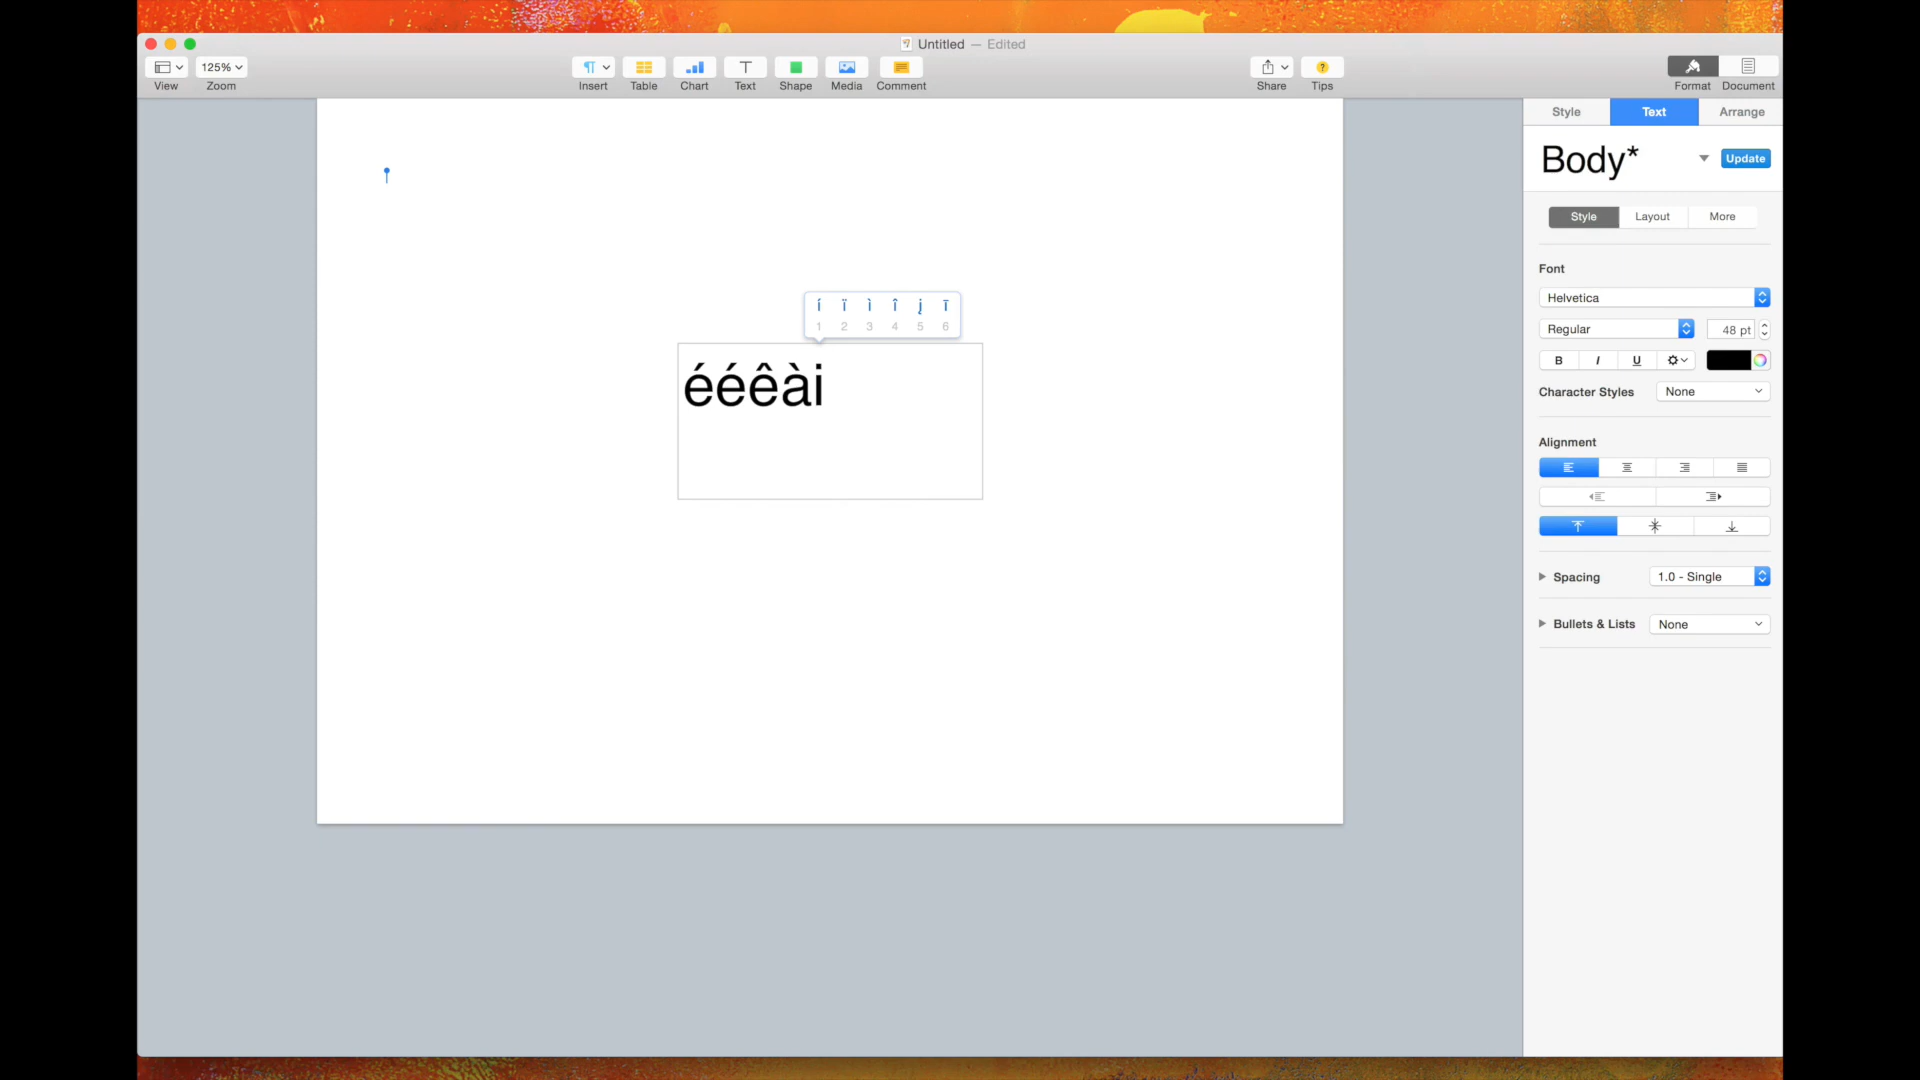 Untitled — Edited
125%
View Zoom Insert Table Chart Text Shape Media Comment Share Tips Format Document
Style Text Arrange
Body* Update
Style Layout More
Font
Helvetica
Regular 48 pt
B I U
Character Styles None
Alignment
Spacing 1.0 - Single
Bullets & Lists None
í ï ì î į ī
1 2 3 4 5 6
ééêài